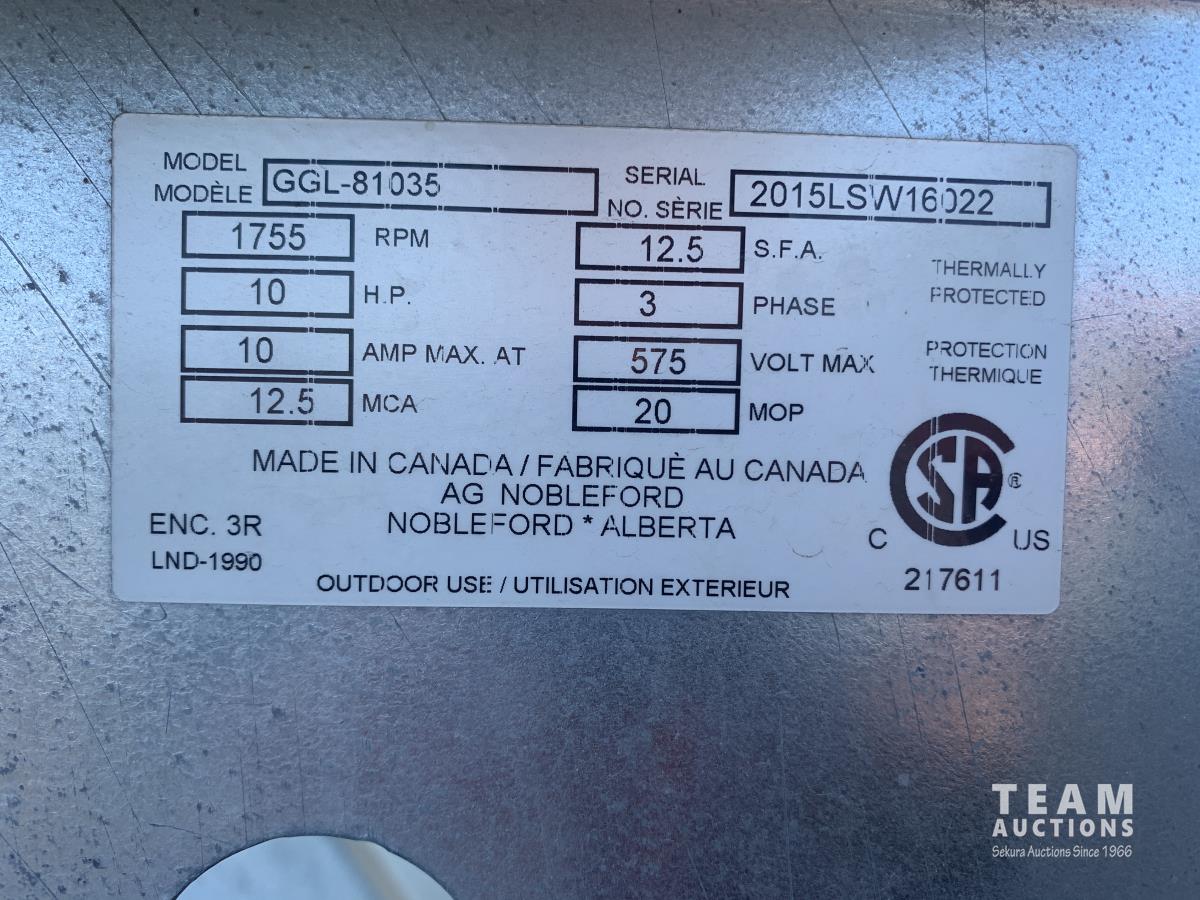 MODEL GGL-81035 SERIAL 2015LSW16022
MODÈLE NO. SÈRIE
1755 RPM 12.5 S.F.A.
10 H.P. 3 PHASE THERMALLY PROTECTED
10 AMP MAX. AT 575 VOLT MAX PROTECTION THERMIQUE
12.5 MCA 20 MOP
MADE IN CANADA / FABRIQUÈ AU CANADA
AG NOBLEFORD
NOBLEFORD * ALBERTA
ENC. 3R
LND-1990
OUTDOOR USE / UTILISATION EXTERIEUR
CSA ®
C US
217611
TEAM
AUCTIONS
Sekura Auctions Since 1966